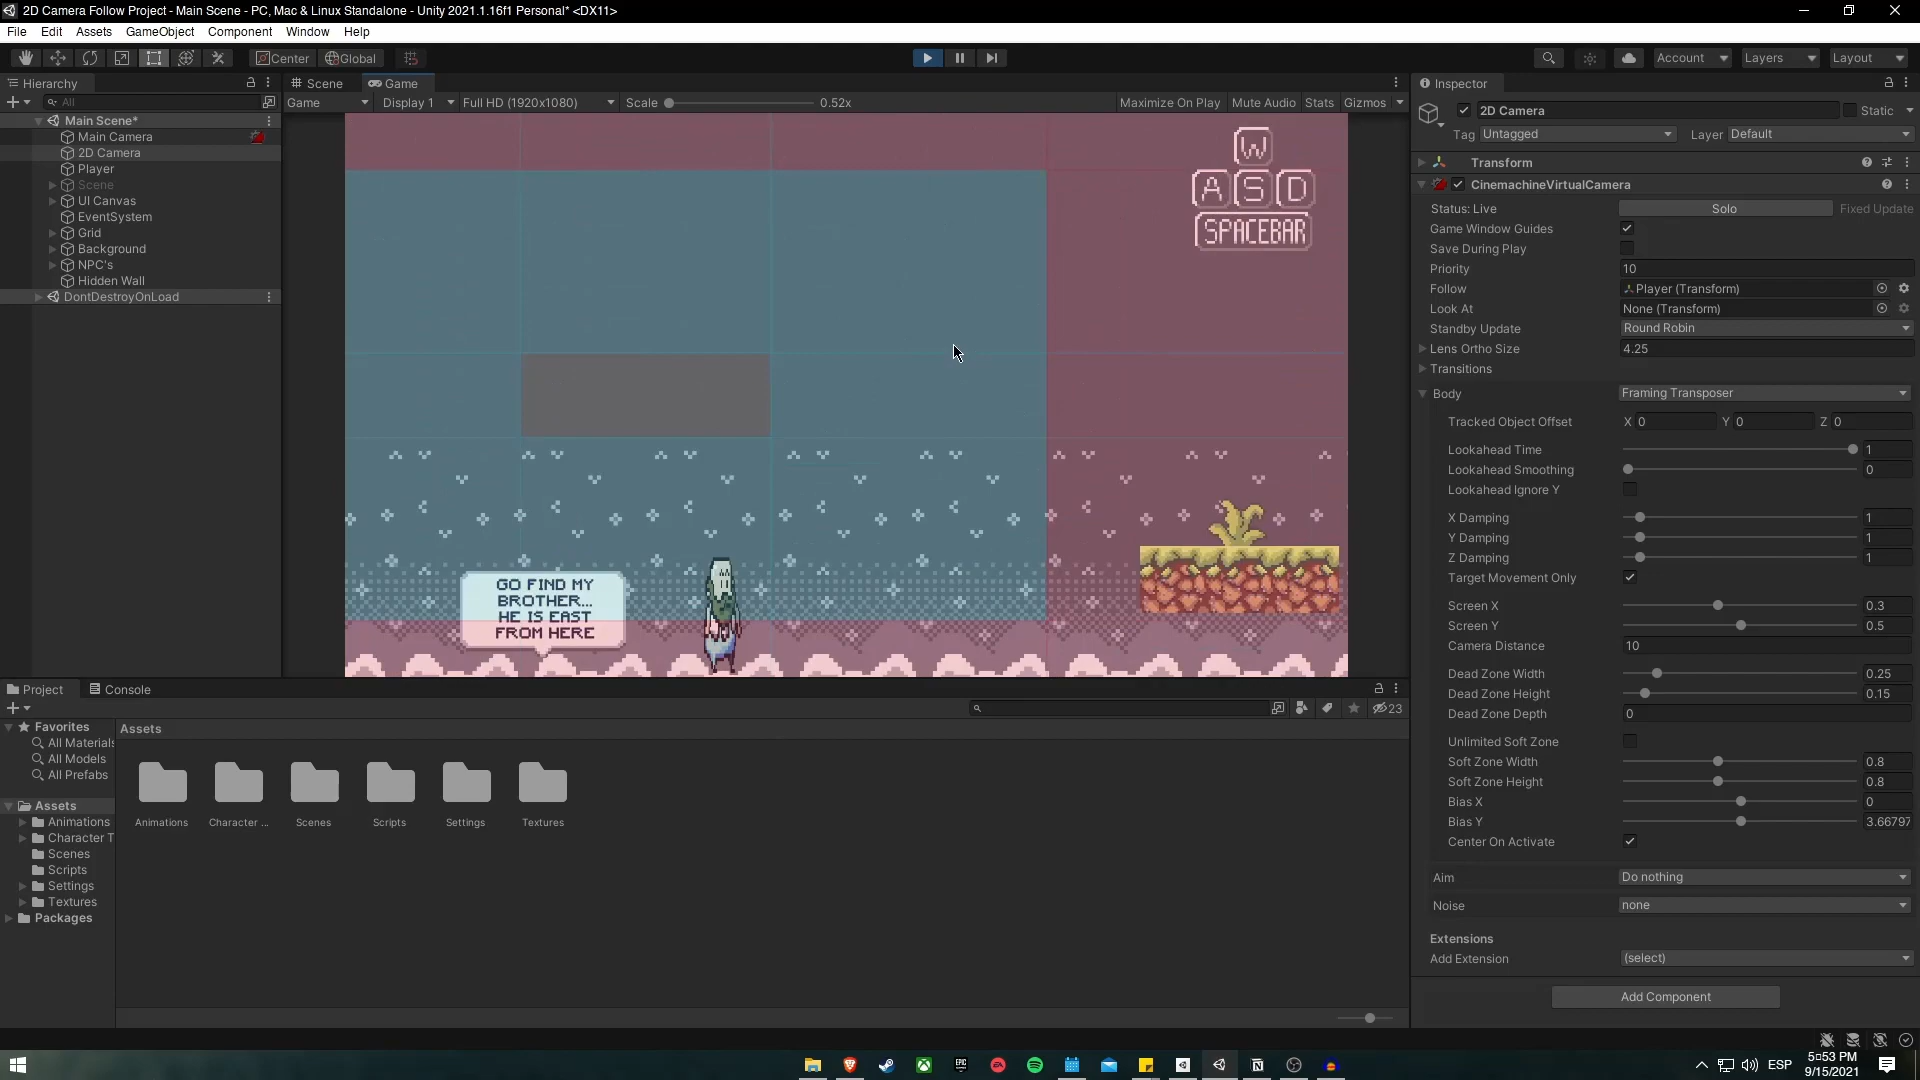 2D Camera Follow Project - Main Scene - PC, Mac & Linux Standalone - Unity 2021.1.16f1 Personal* <DX11>
File Edit Assets GameObject Component Window Help
Center Global
Account Layers Layout
Hierarchy
All
Main Scene*
Main Camera
2D Camera
Player
Scene
UI Canvas
EventSystem
Grid
Background
NPC's
Hidden Wall
DontDestroyOnLoad
Scene Game
Game Display 1 Full HD (1920x1080) Scale 0.52x Maximize On Play Mute Audio Stats Gizmos
W
A S D
SPACEBAR
GO FIND MY
BROTHER...
HE IS EAST
FROM HERE
Project Console
23
Favorites
All Materials
All Models
All Prefabs
Assets
Animations
Character T
Scenes
Scripts
Settings
Textures
Packages
Assets
Animations Character ... Scenes Scripts Settings Textures
Inspector
2D Camera Static
Tag Untagged Layer Default
Transform
CinemachineVirtualCamera
Status: Live Solo Fixed Update
Game Window Guides
Save During Play
Priority 10
Follow Player (Transform)
Look At None (Transform)
Standby Update Round Robin
Lens Ortho Size 4.25
Transitions
Body Framing Transposer
Tracked Object Offset X 0 Y 0 Z 0
Lookahead Time 1
Lookahead Smoothing 0
Lookahead Ignore Y
X Damping 1
Y Damping 1
Z Damping 1
Target Movement Only
Screen X 0.3
Screen Y 0.5
Camera Distance 10
Dead Zone Width 0.25
Dead Zone Height 0.15
Dead Zone Depth 0
Unlimited Soft Zone
Soft Zone Width 0.8
Soft Zone Height 0.8
Bias X 0
Bias Y 3.66797
Center On Activate
Aim Do nothing
Noise none
Extensions
Add Extension (select)
Add Component
ESP
5:53 PM
9/15/2021